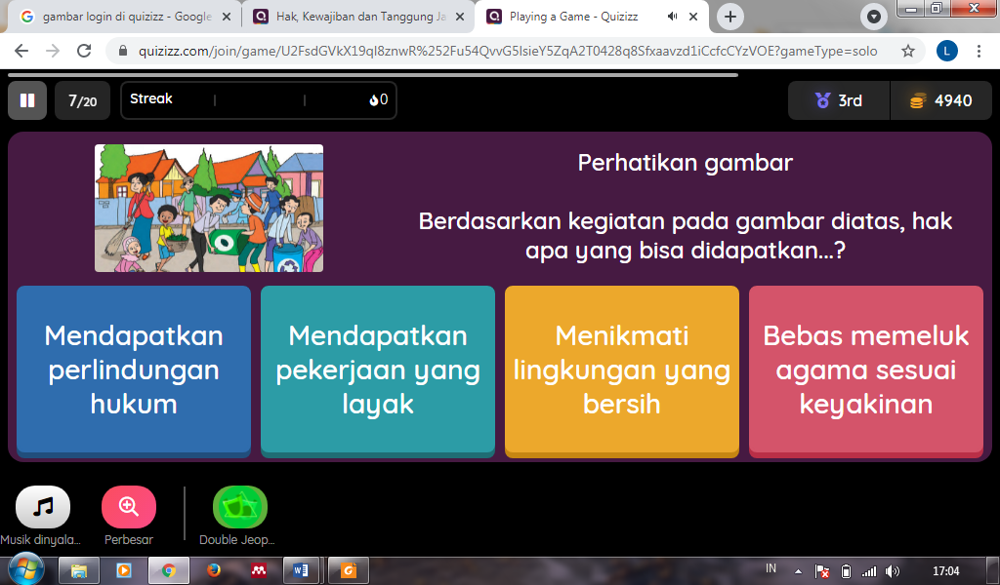 gambar login di quizizz - Google
Hak, Kewajiban dan Tanggung Ja
Playing a Game - Quizizz
quizizz.com/join/game/U2FsdGVkX19qI8znwR%252Fu54QvvG5IsieY5ZqA2T0428q8Sfxaavzd1iCcfcCYzVOE?gameType=solo
L
7/20
Streak
0
3rd
4940
Perhatikan gambar
Berdasarkan kegiatan pada gambar diatas, hak
apa yang bisa didapatkan...?
Mendapatkan
perlindungan
hukum
Mendapatkan
pekerjaan yang
layak
Menikmati
lingkungan yang
bersih
Bebas memeluk
agama sesuai
keyakinan
Musik dinyala...
Perbesar
Double Jeop...
IN
17:04